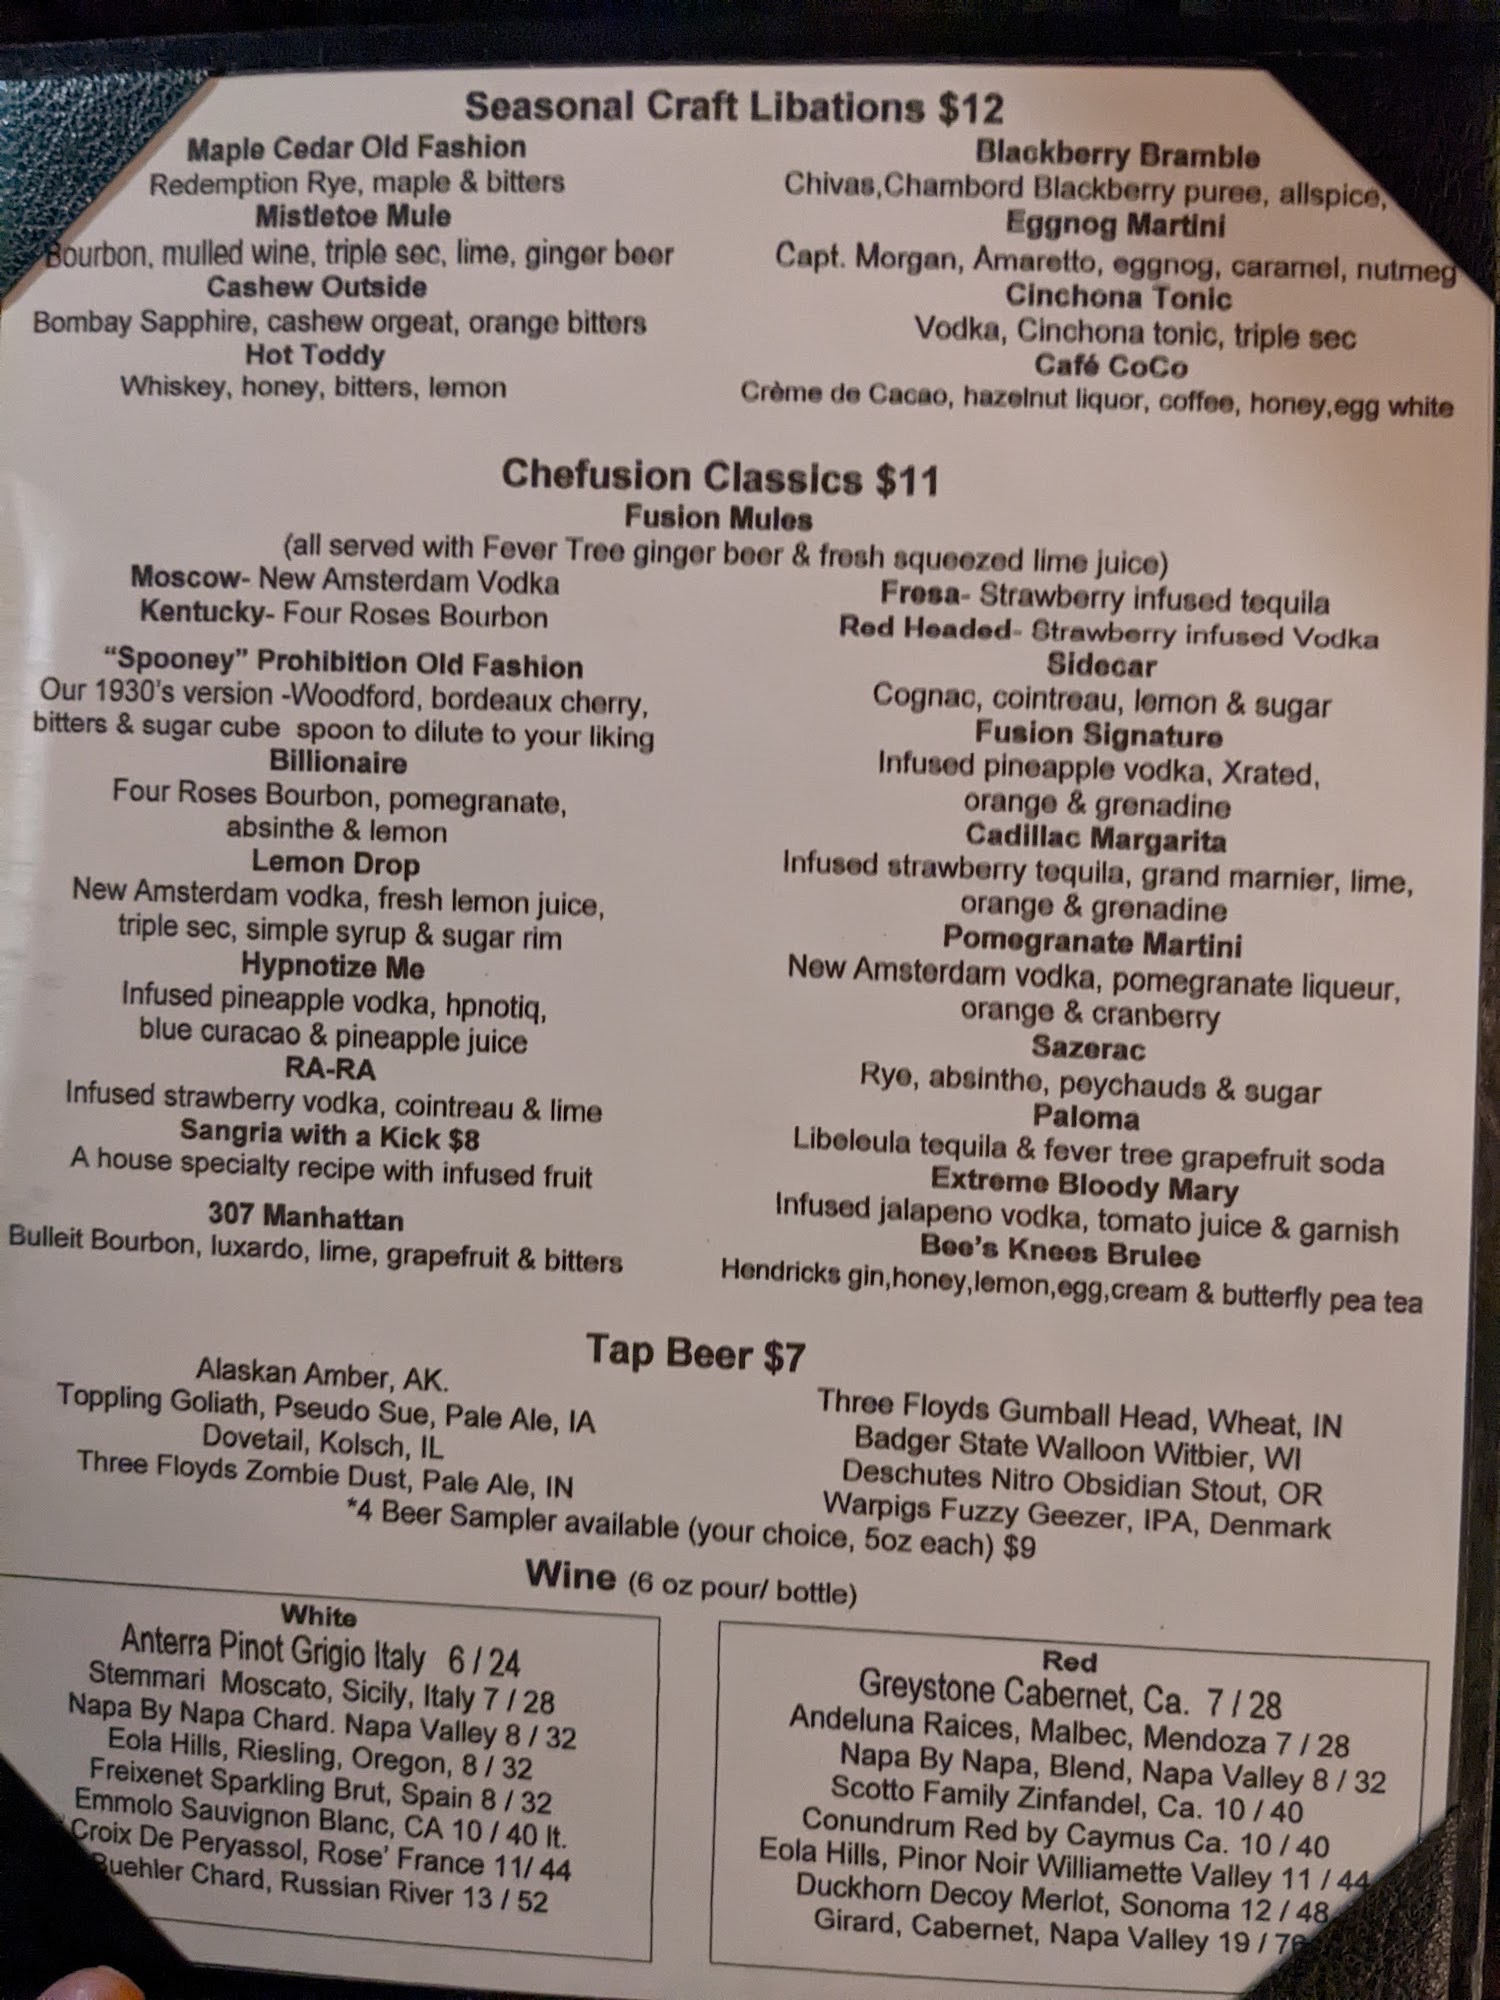 Seasonal Craft Libations $12
Maple Cedar Old Fashion
Redemption Rye, maple & bitters
Mistletoe Mule
Bourbon, mulled wine, triple sec, lime, ginger beer
Cashew Outside
Bombay Sapphire, cashew orgeat, orange bitters
Hot Toddy
Whiskey, honey, bitters, lemon
Blackberry Bramble
Chivas,Chambord Blackberry puree, allspice,
Eggnog Martini
Capt. Morgan, Amaretto, eggnog, caramel, nutmeg
Cinchona Tonic
Vodka, Cinchona tonic, triple sec
Café CoCo
Crème de Cacao, hazelnut liquor, coffee, honey,egg white
Chefusion Classics $11
Fusion Mules
(all served with Fever Tree ginger beer & fresh squeezed lime juice)
Moscow- New Amsterdam Vodka
Kentucky- Four Roses Bourbon
"Spooney" Prohibition Old Fashion
Our 1930's version -Woodford, bordeaux cherry,
bitters & sugar cube spoon to dilute to your liking
Billionaire
Four Roses Bourbon, pomegranate,
absinthe & lemon
Lemon Drop
New Amsterdam vodka, fresh lemon juice,
triple sec, simple syrup & sugar rim
Hypnotize Me
Infused pineapple vodka, hpnotiq,
blue curacao & pineapple juice
RA-RA
Infused strawberry vodka, cointreau & lime
Sangria with a Kick $8
A house specialty recipe with infused fruit
307 Manhattan
Bulleit Bourbon, luxardo, lime, grapefruit & bitters
Fresa- Strawberry infused tequila
Red Headed- Strawberry infused Vodka
Sidecar
Cognac, cointreau, lemon & sugar
Fusion Signature
Infused pineapple vodka, Xrated,
orange & grenadine
Cadillac Margarita
Infused strawberry tequila, grand marnier, lime,
orange & grenadine
Pomegranate Martini
New Amsterdam vodka, pomegranate liqueur,
orange & cranberry
Sazerac
Rye, absinthe, peychauds & sugar
Paloma
Libeleula tequila & fever tree grapefruit soda
Extreme Bloody Mary
Infused jalapeno vodka, tomato juice & garnish
Bee's Knees Brulee
Hendricks gin,honey,lemon,egg,cream & butterfly pea tea
Tap Beer $7
Alaskan Amber, AK.
Toppling Goliath, Pseudo Sue, Pale Ale, IA
Dovetail, Kolsch, IL
Three Floyds Zombie Dust, Pale Ale, IN
Three Floyds Gumball Head, Wheat, IN
Badger State Walloon Witbier, WI
Deschutes Nitro Obsidian Stout, OR
Warpigs Fuzzy Geezer, IPA, Denmark
*4 Beer Sampler available (your choice, 5oz each) $9
Wine (6 oz pour/ bottle)
White
Anterra Pinot Grigio Italy 6 / 24
Stemmari Moscato, Sicily, Italy 7 / 28
Napa By Napa Chard. Napa Valley 8 / 32
Eola Hills, Riesling, Oregon, 8 / 32
Freixenet Sparkling Brut, Spain 8 / 32
Emmolo Sauvignon Blanc, CA 10 / 40 lt.
Croix De Peryassol, Rose' France 11/ 44
Buehler Chard, Russian River 13 / 52
Red
Greystone Cabernet, Ca. 7 / 28
Andeluna Raices, Malbec, Mendoza 7 / 28
Napa By Napa, Blend, Napa Valley 8 / 32
Scotto Family Zinfandel, Ca. 10 / 40
Conundrum Red by Caymus Ca. 10 / 40
Eola Hills, Pinor Noir Williamette Valley 11 / 44
Duckhorn Decoy Merlot, Sonoma 12 / 48
Girard, Cabernet, Napa Valley 19 / 76